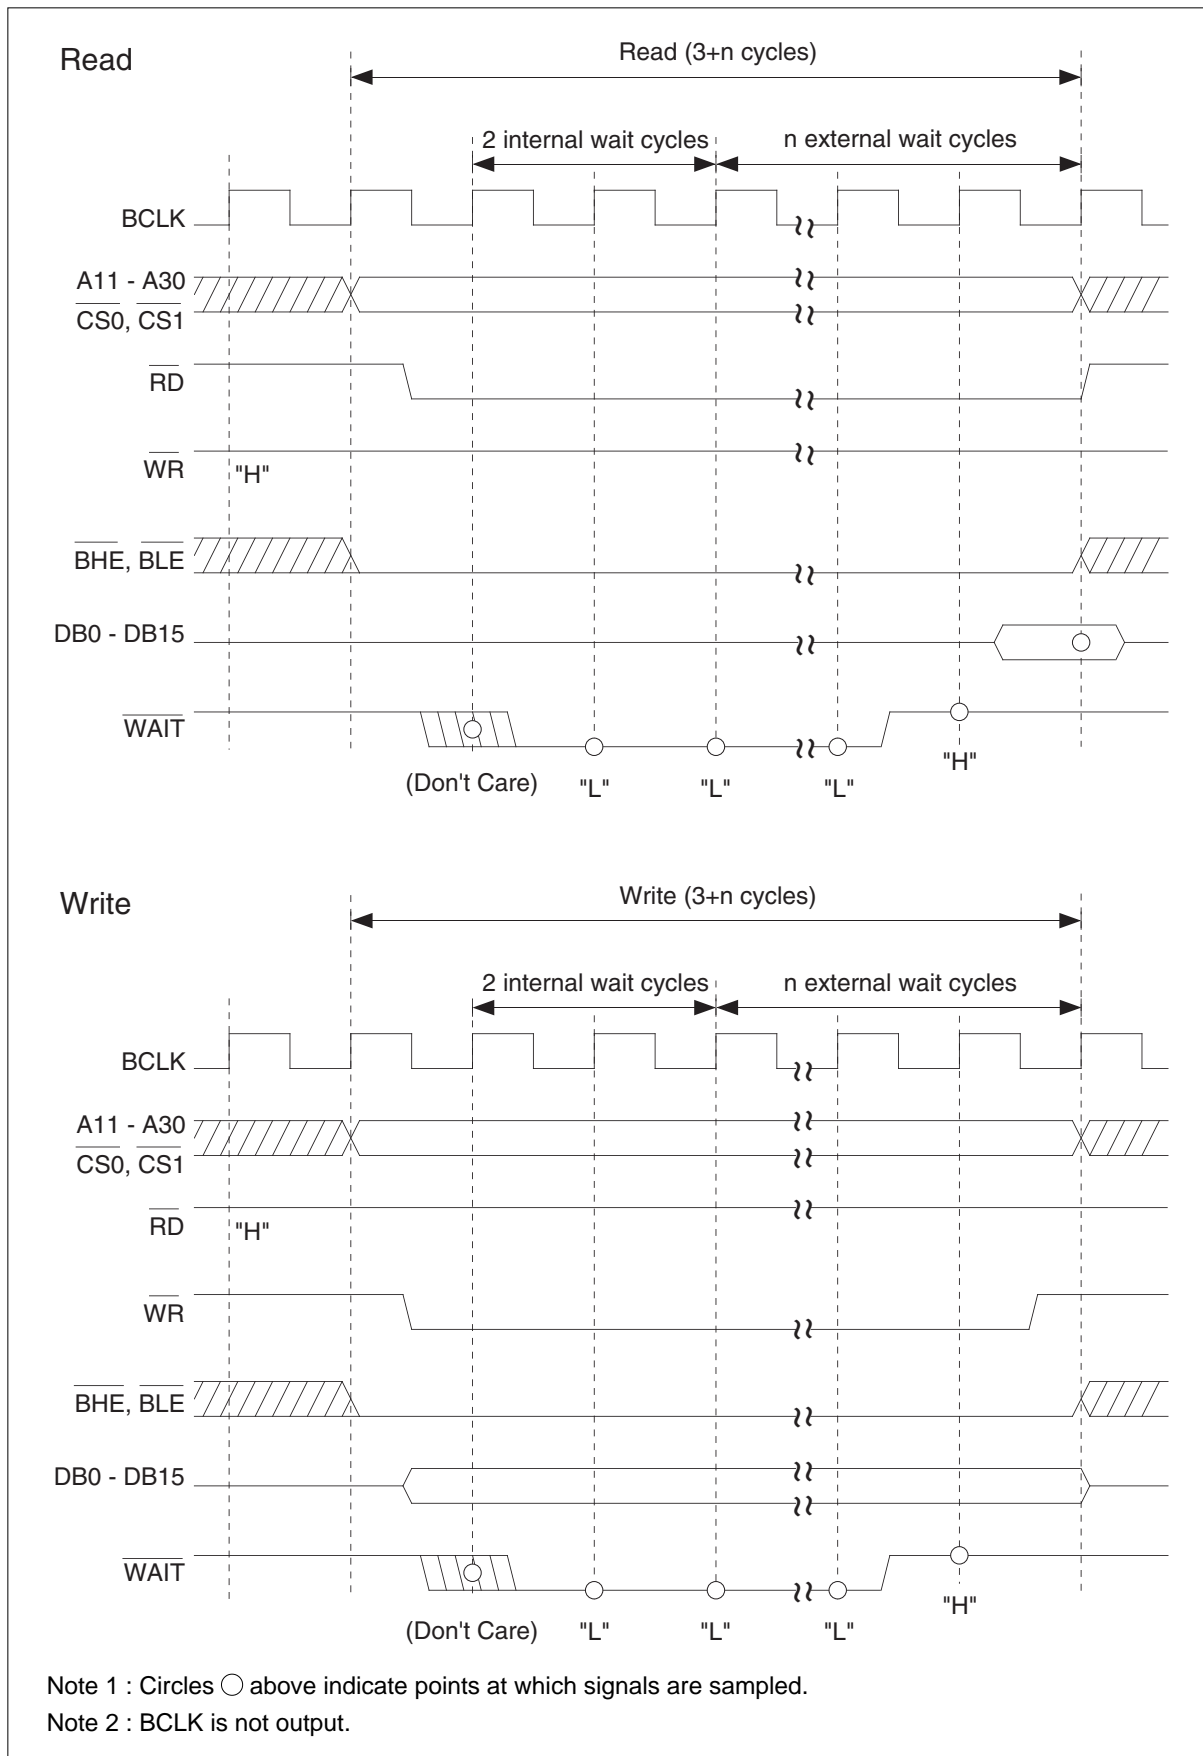 Read
Read (3+n cycles)
2 internal wait cycles
n external wait cycles
BCLK
A11 - A30
CS0, CS1
RD
WR
"H"
BHE, BLE
DB0 - DB15
WAIT
(Don't Care)
"L"
"L"
"L"
"H"
Write
Write (3+n cycles)
2 internal wait cycles
n external wait cycles
BCLK
A11 - A30
CS0, CS1
RD
"H"
WR
BHE, BLE
DB0 - DB15
WAIT
(Don't Care)
"L"
"L"
"L"
"H"
Note 1 : Circles ○ above indicate points at which signals are sampled.
Note 2 : BCLK is not output.